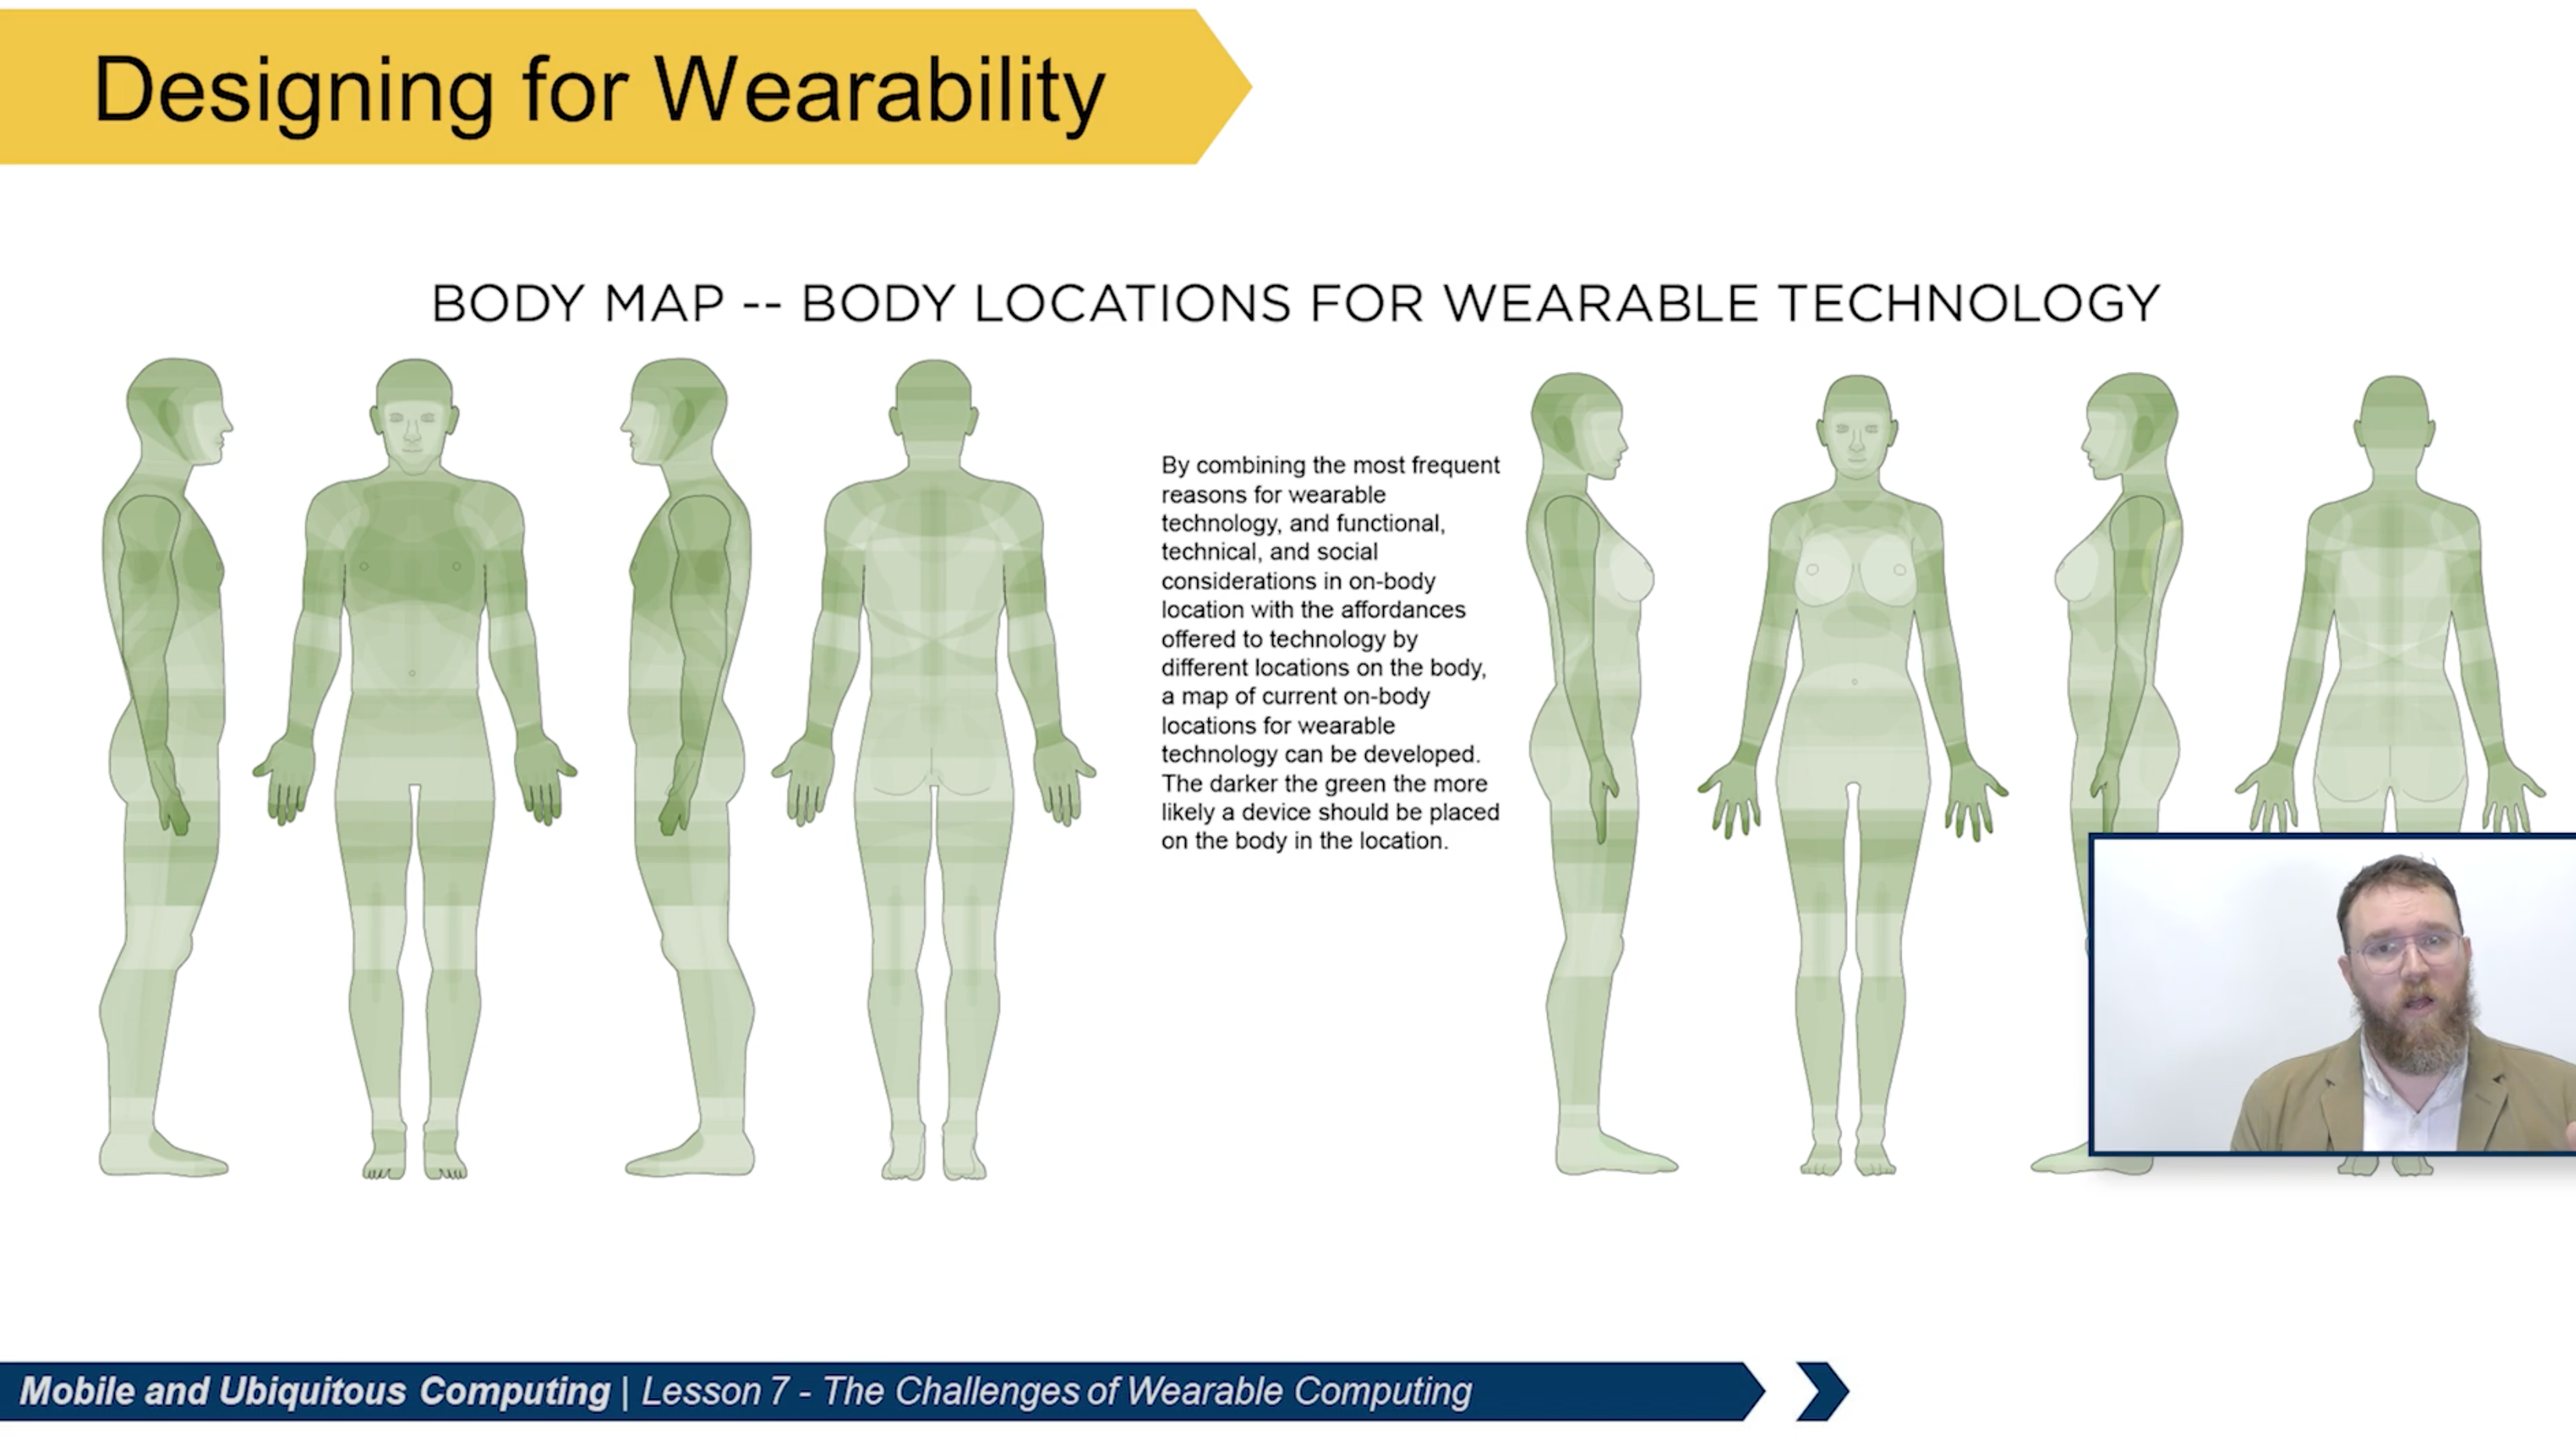 Designing for Wearability
BODY MAP -- BODY LOCATIONS FOR WEARABLE TECHNOLOGY
By combining the most frequent
reasons for wearable
technology, and functional,
technical, and social
considerations in on-body
location with the affordances
offered to technology by
different locations on the body,
a map of current on-body
locations for wearable
technology can be developed.
The darker the green the more
likely a device should be placed
on the body in the location.
Mobile and Ubiquitous Computing | Lesson 7 - The Challenges of Wearable Computing